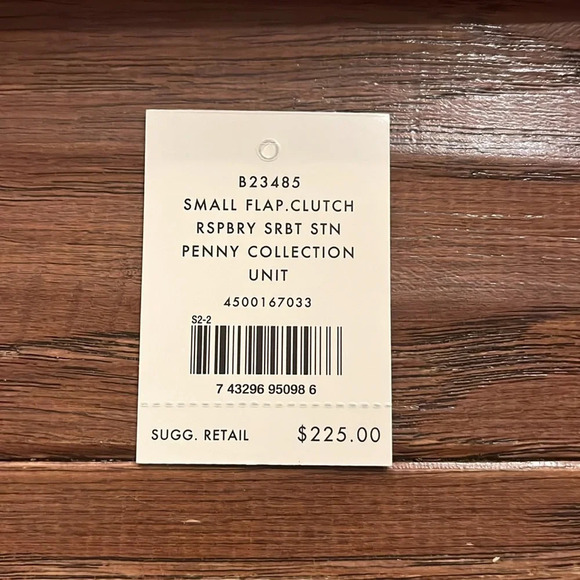 B23485
SMALL FLAP.CLUTCH
RSPBRY SRBT STN
PENNY COLLECTION
UNIT
4500167033
S2-2
7 43296 95098 6
SUGG. RETAIL $225.00